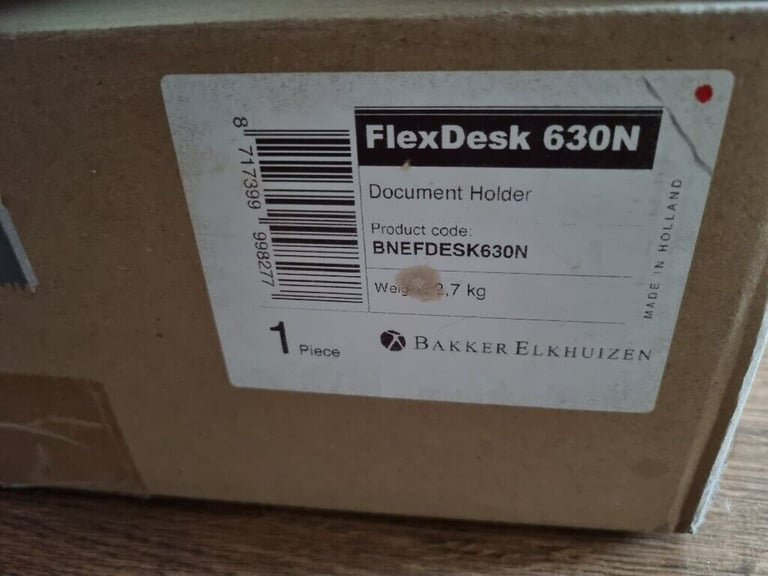 FlexDesk 630N
Document Holder
Product code:
BNEFDESK630N
2,7 kg
1 Piece
BAKKER ELKHUIZEN
MADE IN HOLLAND
8 717399 998277